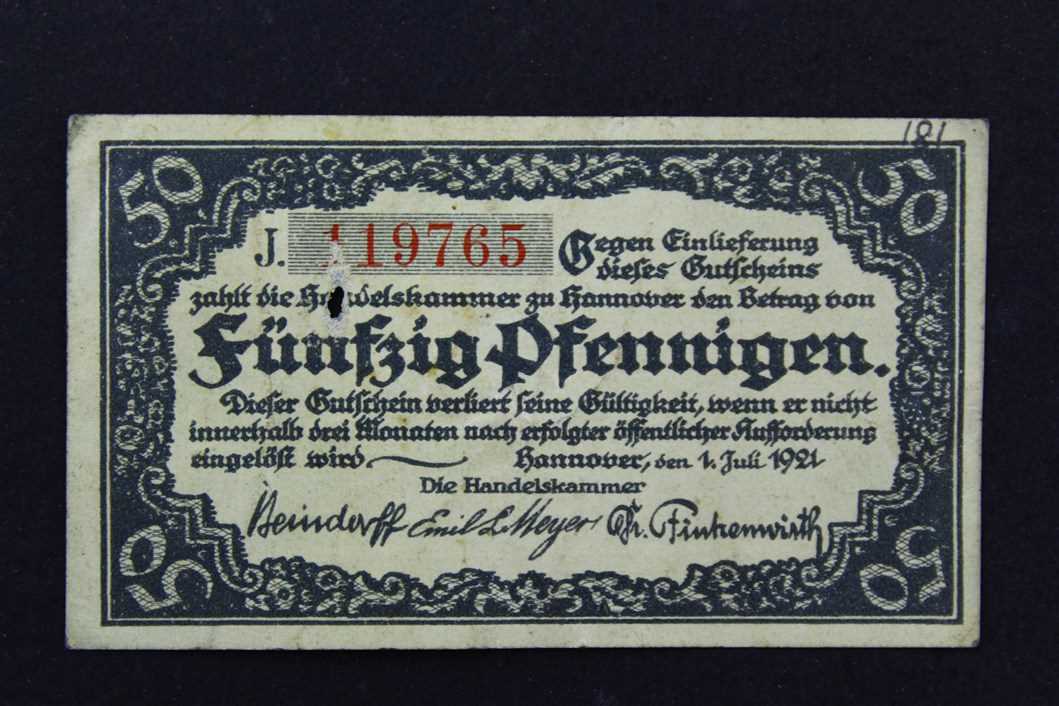 181
50 50
J. 119765 Gegen Einlieferung
dieses Gutscheins
zahlt die Handelskammer zu Hannover den Betrag von
Fünfzig Pfennigen.
Dieser Gutschein verliert seine Gültigkeit, wenn er nicht
innerhalb drei Monaten nach erfolgter öffentlicher Aufforderung
eingelöst wird Hannover, den 1. Juli 1921
Die Handelskammer
Beindorff Emil L. Meyer Fr. Finkenwirth
50 50